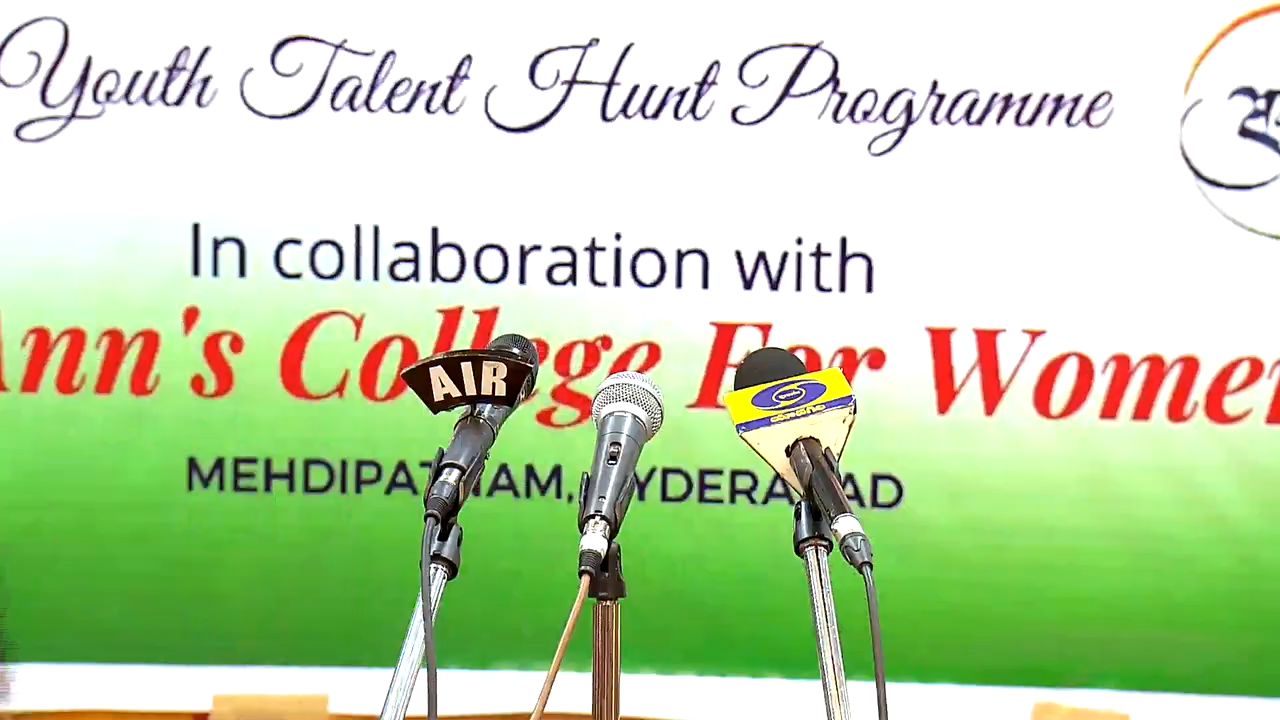 Youth Talent Hunt Programme
In collaboration with
Ann's College For Women
AIR
MEHDIPATNAM, HYDERABAD